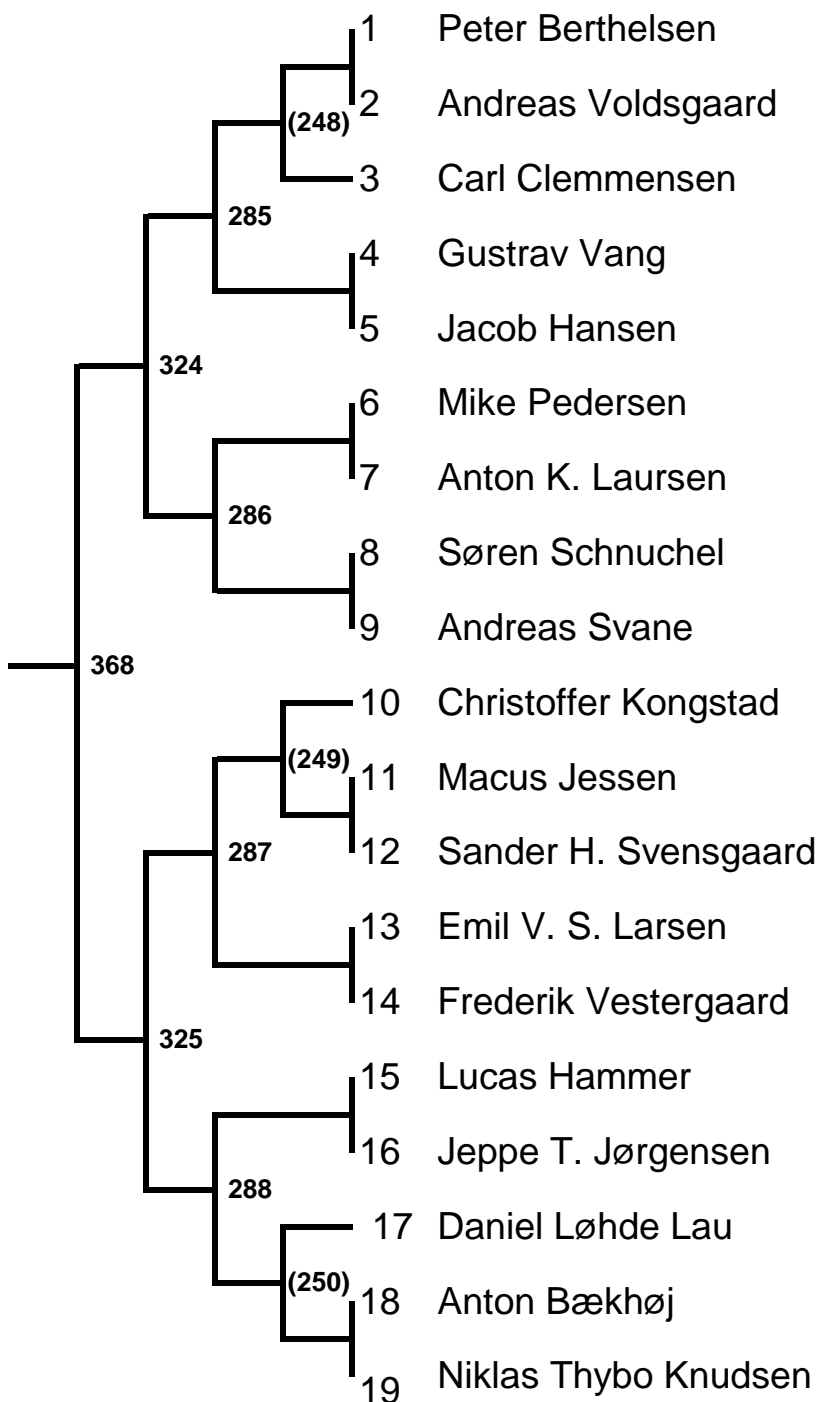 1 Peter Berthelsen
2 Andreas Voldsgaard
(248)
3 Carl Clemmensen
285
4 Gustrav Vang
5 Jacob Hansen
324
6 Mike Pedersen
7 Anton K. Laursen
286
8 Søren Schnuchel
9 Andreas Svane
368
10 Christoffer Kongstad
(249)
11 Macus Jessen
12 Sander H. Svensgaard
287
13 Emil V. S. Larsen
14 Frederik Vestergaard
325
15 Lucas Hammer
16 Jeppe T. Jørgensen
288
17 Daniel Løhde Lau
(250)
18 Anton Bækhøj
19 Niklas Thybo Knudsen